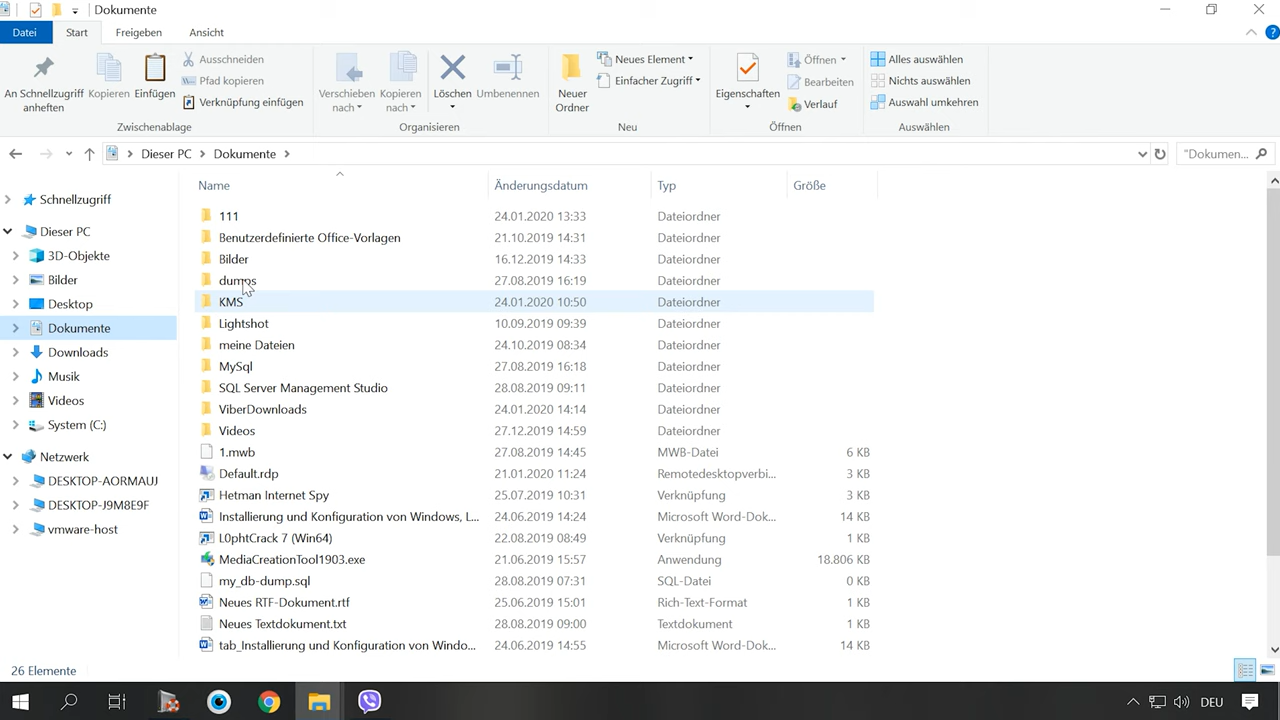 Dokumente
Datei Start Freigeben Ansicht
An Schnellzugriff anheften
Kopieren
Einfügen
Ausschneiden
Pfad kopieren
Verknüpfung einfügen
Zwischenablage
Verschieben nach
Kopieren nach
Löschen
Umbenennen
Organisieren
Neuer Ordner
Neues Element
Einfacher Zugriff
Neu
Eigenschaften
Öffnen
Bearbeiten
Verlauf
Öffnen
Alles auswählen
Nichts auswählen
Auswahl umkehren
Auswählen
Dieser PC > Dokumente >
"Dokumen...
Schnellzugriff
Dieser PC
3D-Objekte
Bilder
Desktop
Dokumente
Downloads
Musik
Videos
System (C:)
Netzwerk
DESKTOP-AORMAUJ
DESKTOP-J9M8E9F
vmware-host
Name Änderungsdatum Typ Größe
111 24.01.2020 13:33 Dateiordner
Benutzerdefinierte Office-Vorlagen 21.10.2019 14:31 Dateiordner
Bilder 16.12.2019 14:33 Dateiordner
dumps 27.08.2019 16:19 Dateiordner
KMS 24.01.2020 10:50 Dateiordner
Lightshot 10.09.2019 09:39 Dateiordner
meine Dateien 24.10.2019 08:34 Dateiordner
MySql 27.08.2019 16:18 Dateiordner
SQL Server Management Studio 28.08.2019 09:11 Dateiordner
ViberDownloads 24.01.2020 14:14 Dateiordner
Videos 27.12.2019 14:59 Dateiordner
1.mwb 27.08.2019 14:45 MWB-Datei 6 KB
Default.rdp 21.01.2020 11:24 Remotedesktopverbi... 3 KB
Hetman Internet Spy 25.07.2019 10:31 Verknüpfung 3 KB
Installierung und Konfiguration von Windows, L... 24.06.2019 14:24 Microsoft Word-Dok... 14 KB
L0phtCrack 7 (Win64) 22.08.2019 08:49 Verknüpfung 1 KB
MediaCreationTool1903.exe 21.06.2019 15:57 Anwendung 18.806 KB
my_db-dump.sql 28.08.2019 07:31 SQL-Datei 0 KB
Neues RTF-Dokument.rtf 25.06.2019 15:01 Rich-Text-Format 1 KB
Neues Textdokument.txt 28.08.2019 09:00 Textdokument 1 KB
tab_Installierung und Konfiguration von Windo... 24.06.2019 14:55 Microsoft Word-Dok... 14 KB
26 Elemente
DEU